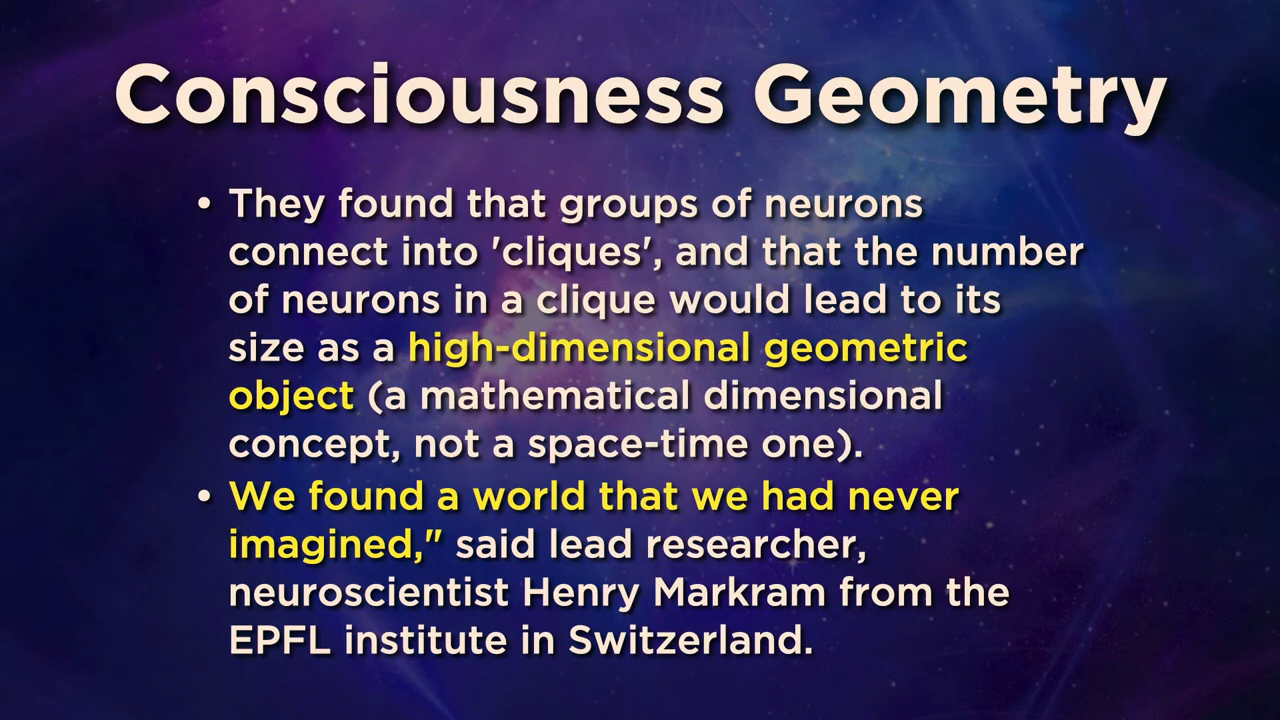 Consciousness Geometry
• They found that groups of neurons
connect into 'cliques', and that the number
of neurons in a clique would lead to its
size as a high-dimensional geometric
object (a mathematical dimensional
concept, not a space-time one).
• We found a world that we had never
imagined," said lead researcher,
neuroscientist Henry Markram from the
EPFL institute in Switzerland.